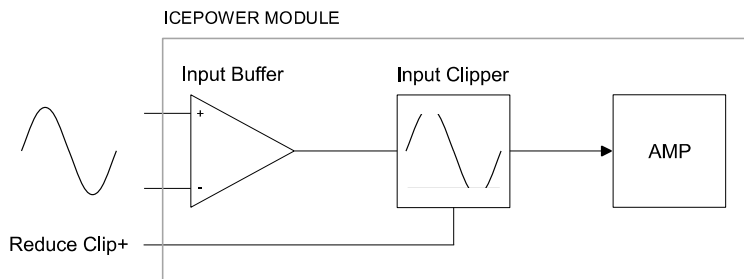 ICEPOWER MODULE
Input Buffer
Input Clipper
+
-
AMP
Reduce Clip+